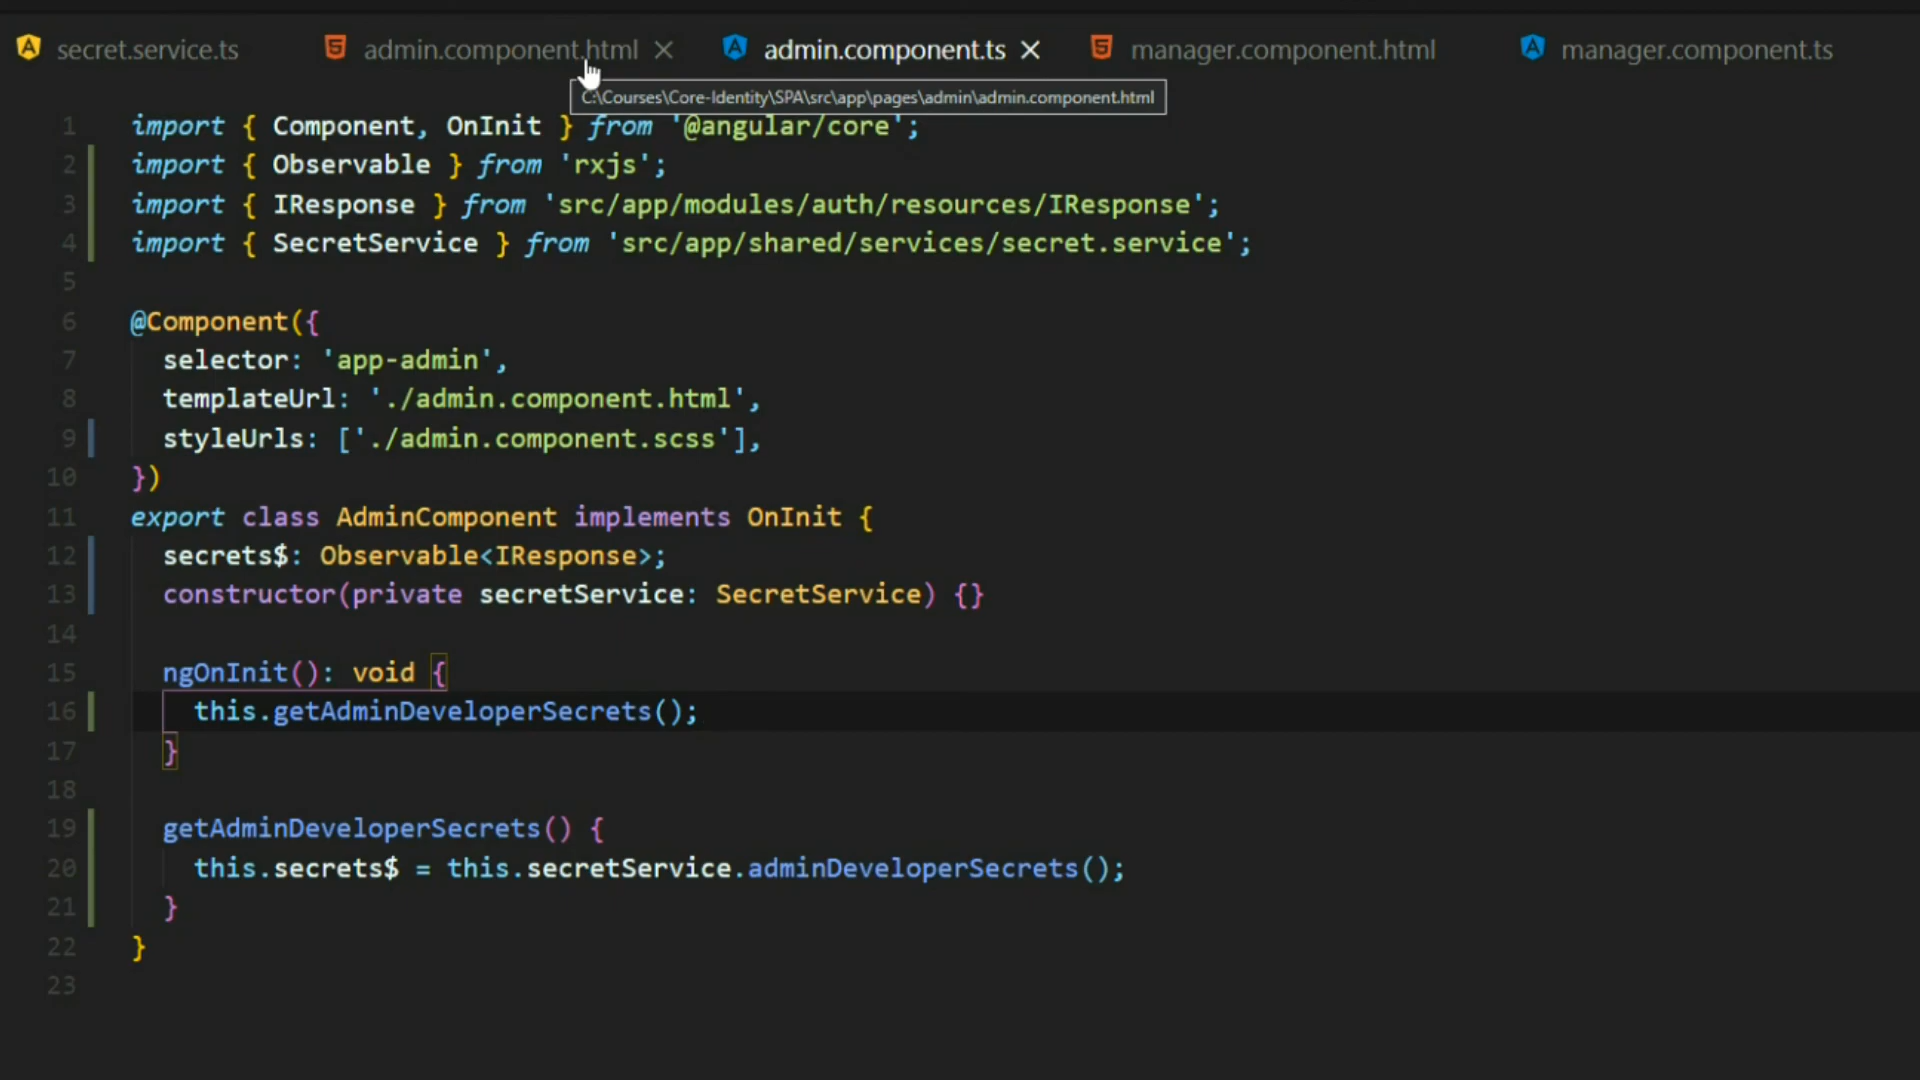 secret.service.ts admin.component.html admin.component.ts manager.component.html manager.component.ts
C:\Courses\Core-Identity\SPA\src\app\pages\admin\admin.component.html
1 import { Component, OnInit } from '@angular/core';
2 import { Observable } from 'rxjs';
3 import { IResponse } from 'src/app/modules/auth/resources/IResponse';
4 import { SecretService } from 'src/app/shared/services/secret.service';
5
6 @Component({
7   selector: 'app-admin',
8   templateUrl: './admin.component.html',
9   styleUrls: ['./admin.component.scss'],
10 })
11 export class AdminComponent implements OnInit {
12   secrets$: Observable<IResponse>;
13   constructor(private secretService: SecretService) {}
14
15   ngOnInit(): void {
16     this.getAdminDeveloperSecrets();
17   }
18
19   getAdminDeveloperSecrets() {
20     this.secrets$ = this.secretService.adminDeveloperSecrets();
21   }
22 }
23